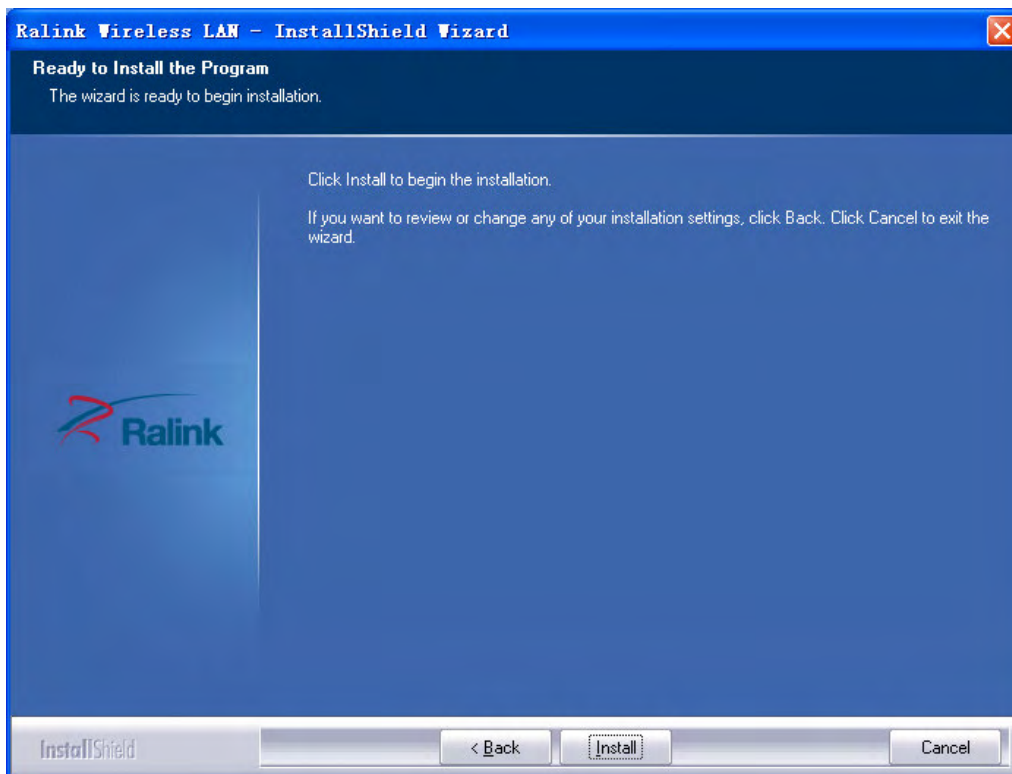 Ralink Wireless LAN - InstallShield Wizard
Ready to Install the Program
The wizard is ready to begin installation.
Click Install to begin the installation.
If you want to review or change any of your installation settings, click Back. Click Cancel to exit the
wizard.
Ralink
InstallShield
< Back
Install
Cancel